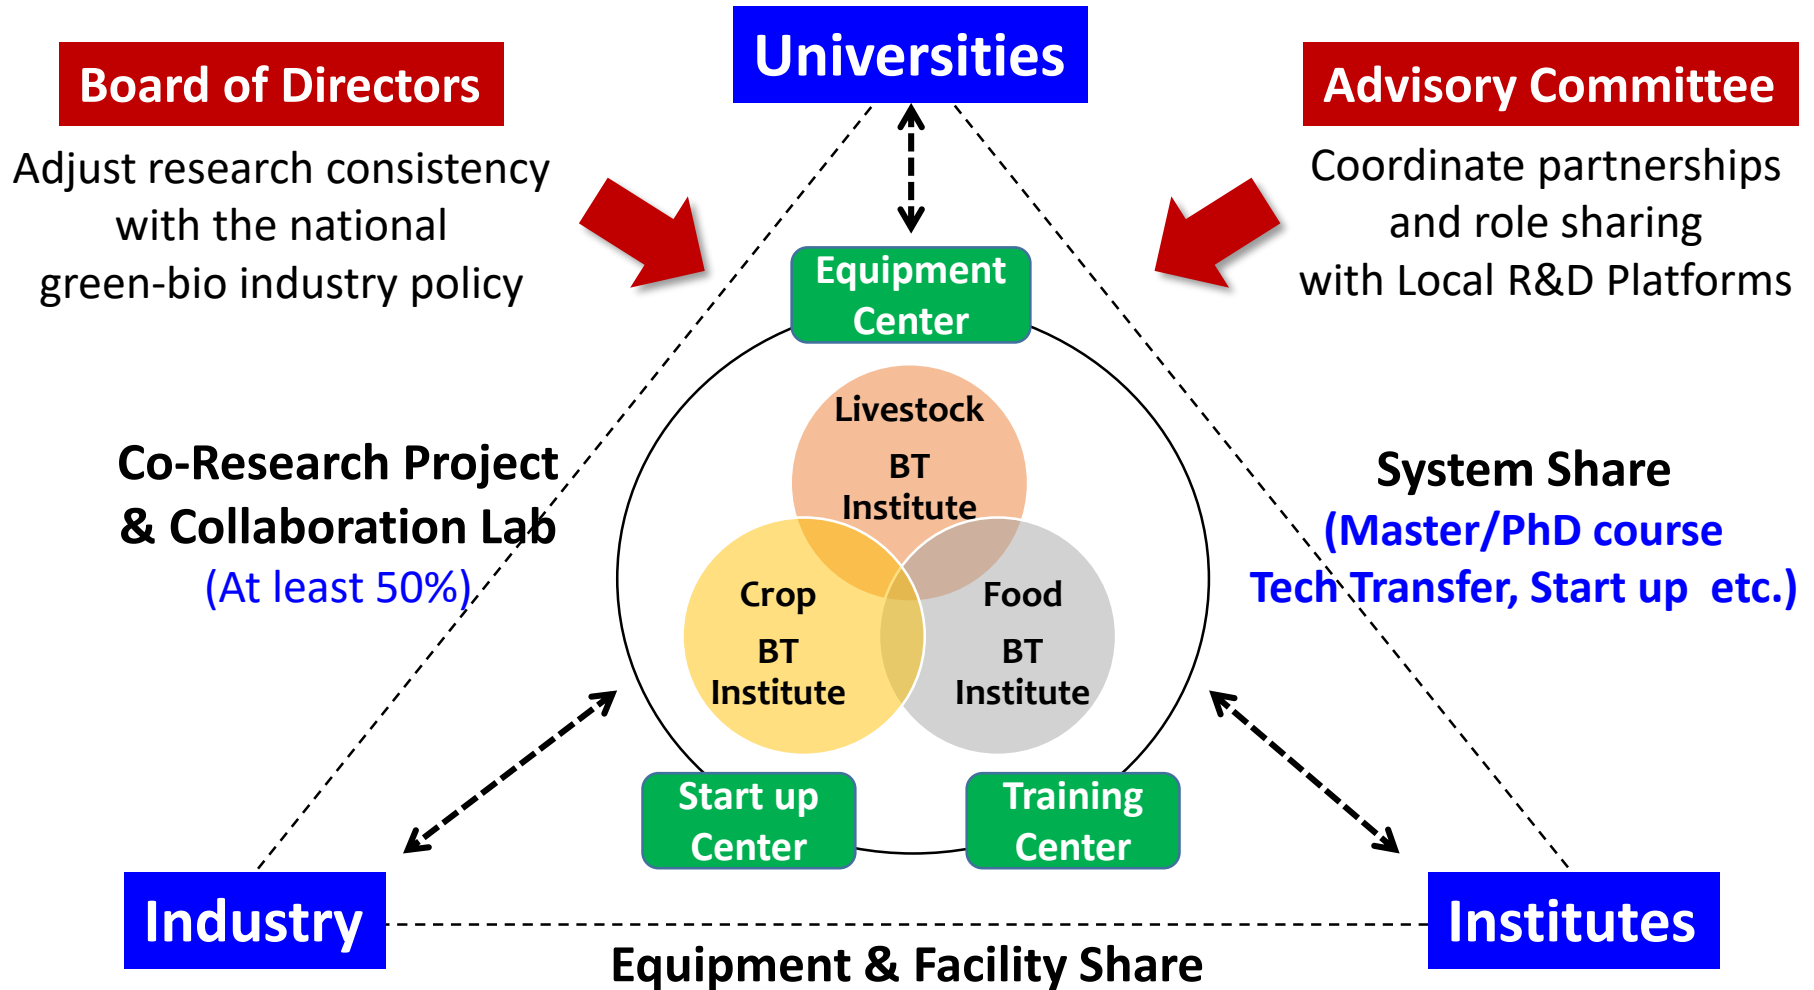 Universities
Board of Directors
Adjust research consistency
with the national
green-bio industry policy
Advisory Committee
Coordinate partnerships
and role sharing
with Local R&D Platforms
Equipment
Center
Livestock
BT
Institute
Crop
BT
Institute
Food
BT
Institute
Co-Research Project
& Collaboration Lab
(At least 50%)
System Share
(Master/PhD course
Tech Transfer, Start up etc.)
Start up
Center
Training
Center
Industry
Institutes
Equipment & Facility Share